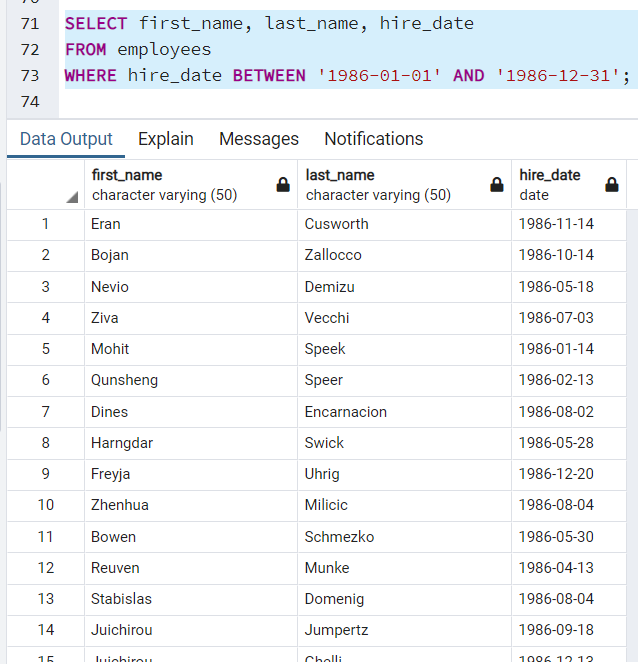 71 SELECT first_name, last_name, hire_date
72 FROM employees
73 WHERE hire_date BETWEEN '1986-01-01' AND '1986-12-31';
74
Data Output Explain Messages Notifications
first_name last_name hire_date
character varying (50) character varying (50) date
1 Eran Cusworth 1986-11-14
2 Bojan Zallocco 1986-10-14
3 Nevio Demizu 1986-05-18
4 Ziva Vecchi 1986-07-03
5 Mohit Speek 1986-01-14
6 Qunsheng Speer 1986-02-13
7 Dines Encarnacion 1986-08-02
8 Harngdar Swick 1986-05-28
9 Freyja Uhrig 1986-12-20
10 Zhenhua Milicic 1986-08-04
11 Bowen Schmezko 1986-05-30
12 Reuven Munke 1986-04-13
13 Stabislas Domenig 1986-08-04
14 Juichirou Jumpertz 1986-09-18
15 Juichirou Chelli 1986-12-13